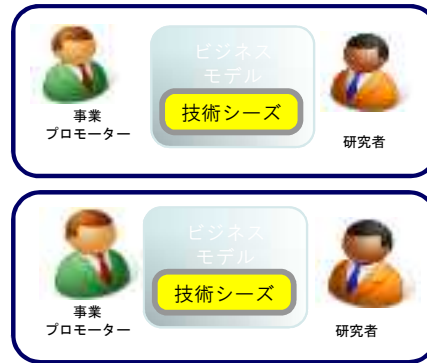 ビジネス
モデル
技術シーズ
事業
プロモーター
研究者
ビジネス
モデル
技術シーズ
事業
プロモーター
研究者